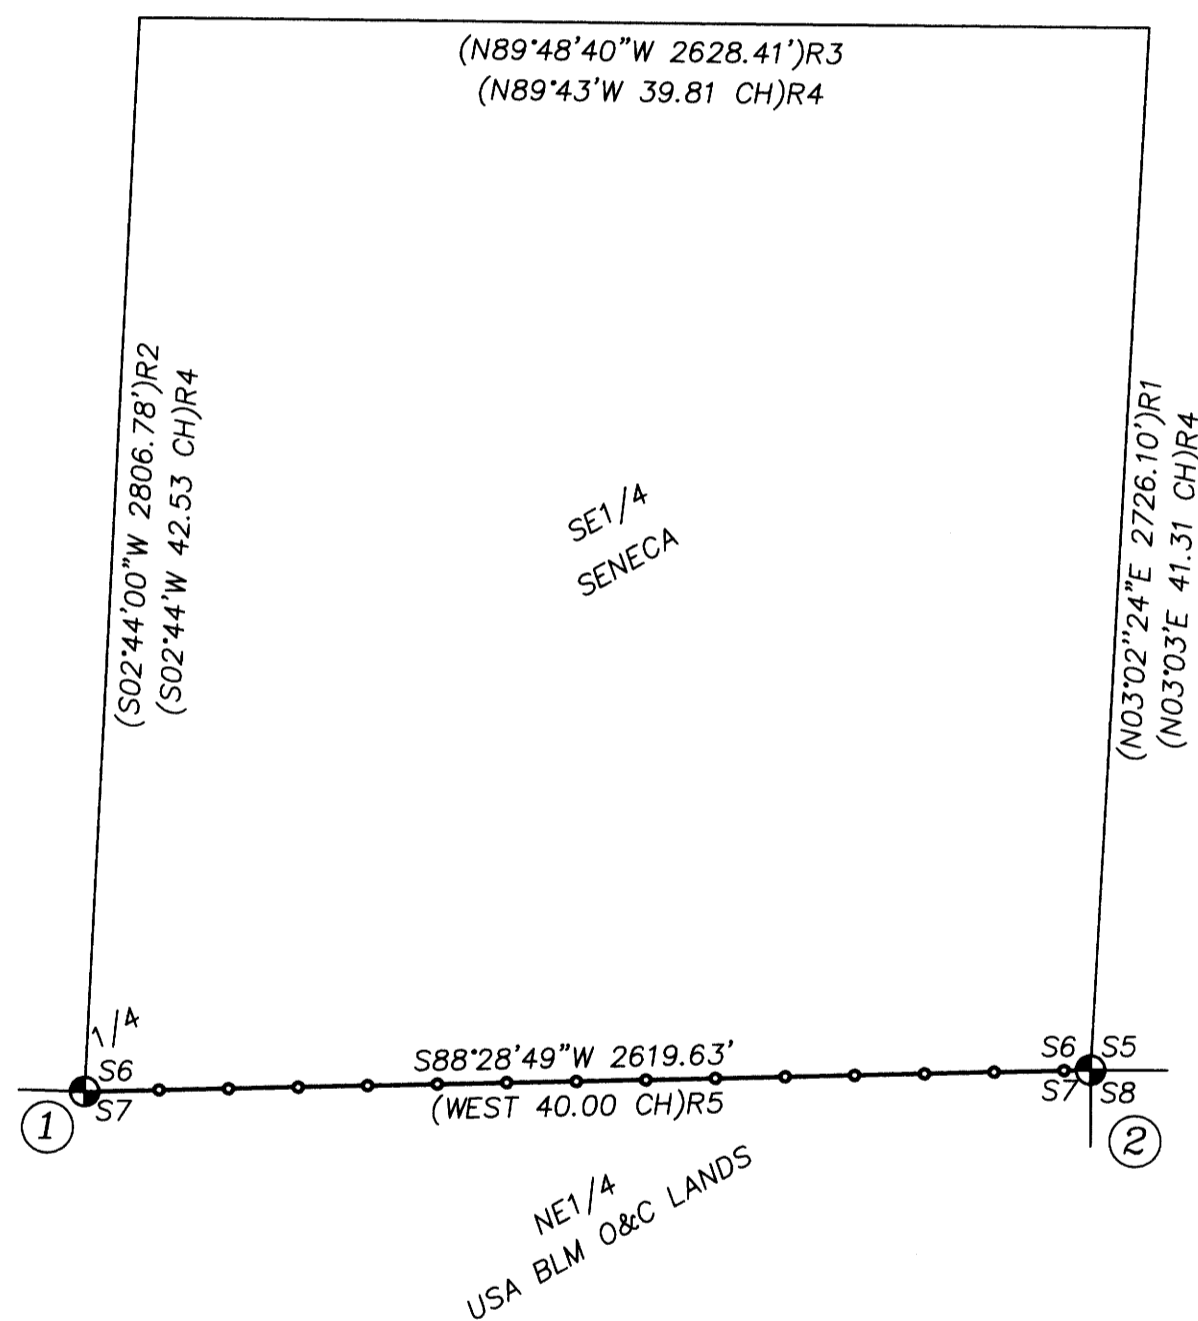 (N89°48'40"W 2628.41')R3
(N89°43'W 39.81 CH)R4
(S02°44'00"W 2806.78')R2
(S02°44'W 42.53 CH)R4
SE1/4
SENECA
(N03°02"24"E 2726.10')R1
(N03°03'E 41.31 CH)R4
1/4
S6
S7
1
S88°28'49"W 2619.63'
(WEST 40.00 CH)R5
S6 S5
S7 S8
2
NE1/4
USA BLM O&C LANDS